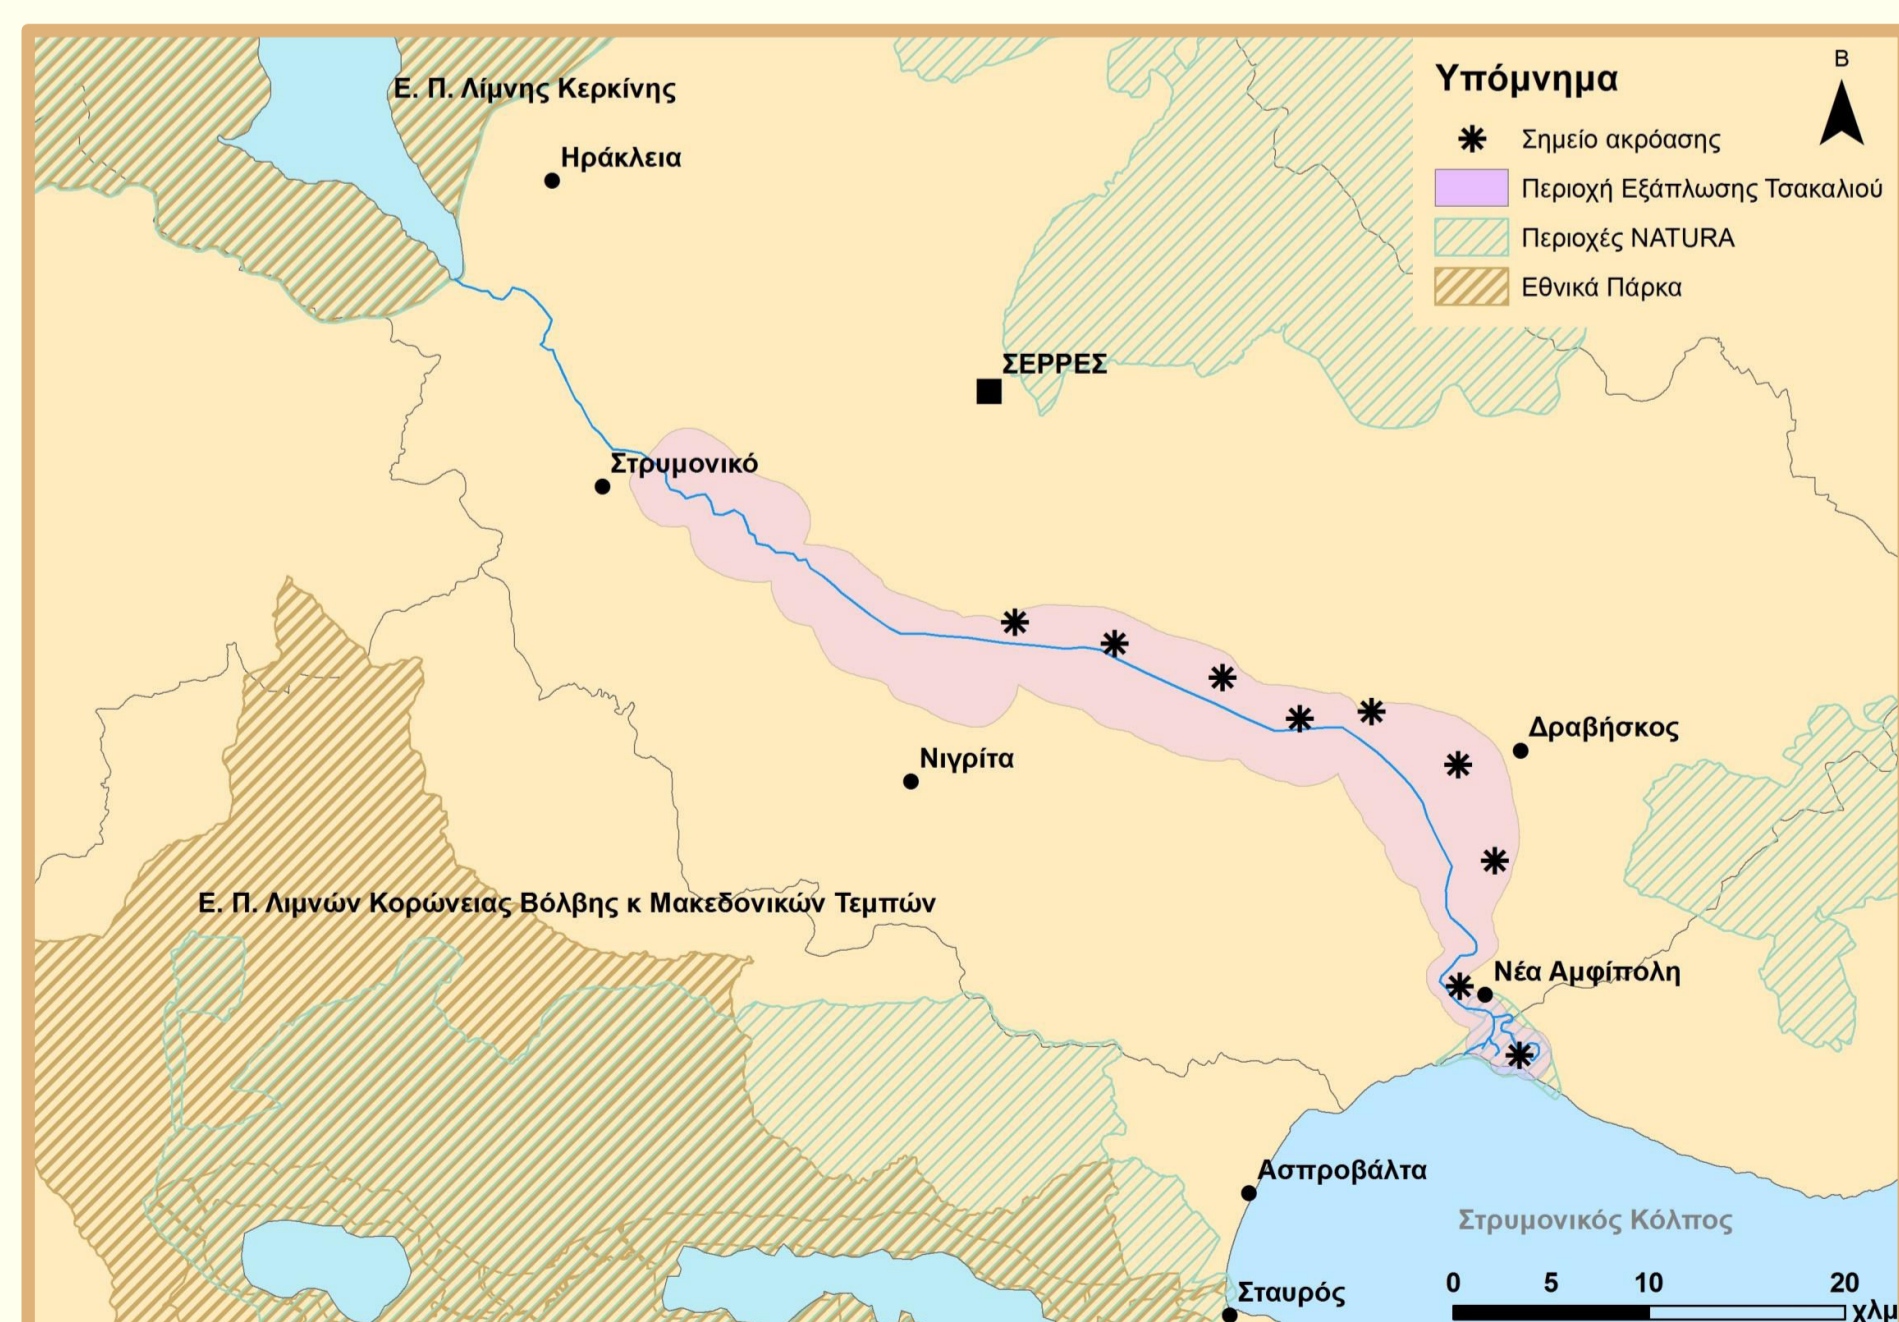 Ε. Π. Λίμνης Κερκίνης
Ηράκλεια
Υπόμνημα
Β
Σημείο ακρόασης
Περιοχή Εξάπλωσης Τσακαλιού
Περιοχές NATURA
Εθνικά Πάρκα
ΣΕΡΡΕΣ
Στρυμονικό
Δραβήσκος
Νιγρίτα
Ε. Π. Λιμνών Κορώνειας Βόλβης κ Μακεδονικών Τεμπών
Νέα Αμφίπολη
Ασπροβάλτα
Στρυμονικός Κόλπος
Σταυρός
0 5 10 20
χλμ